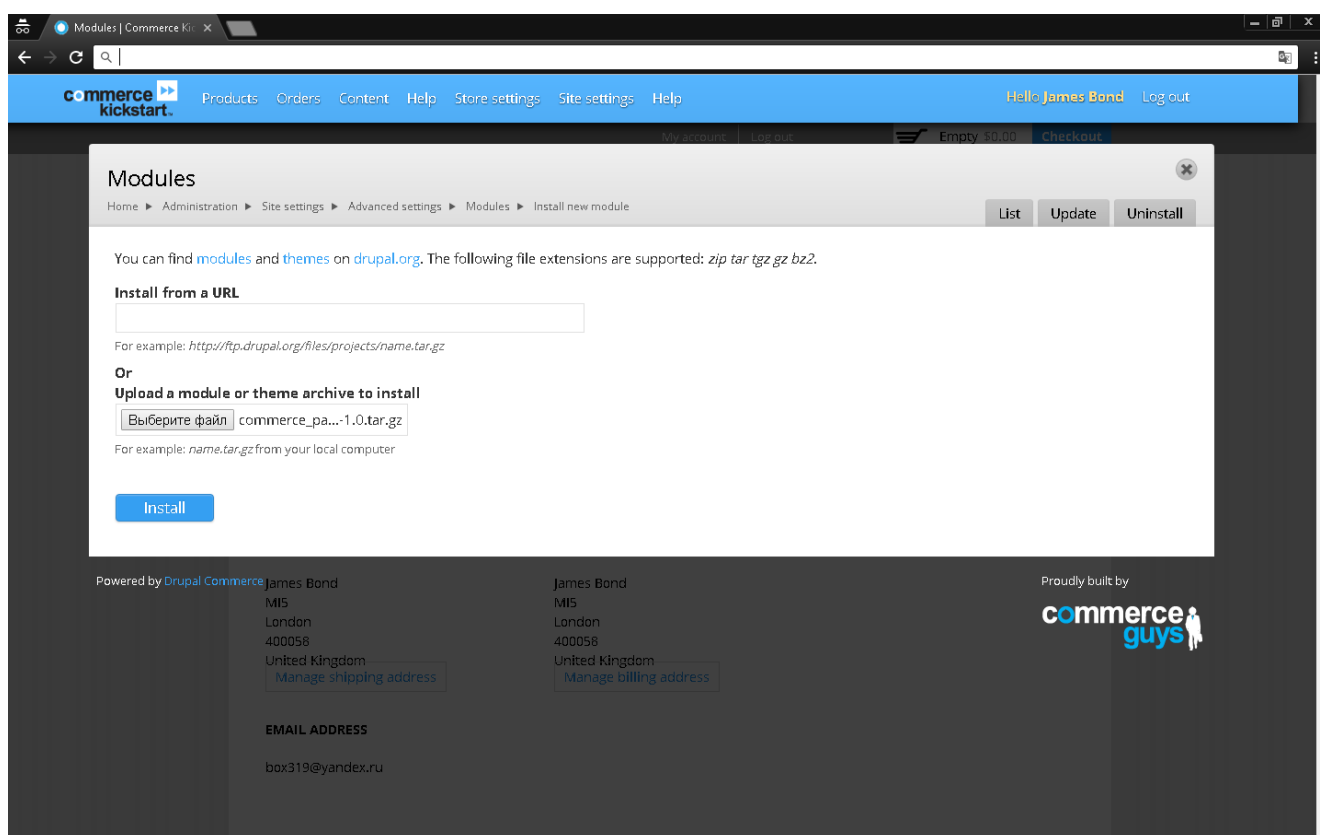 Modules | Commerce Kic
commerce
kickstart
Products Orders Content Help Store settings Site settings Help
Hello James Bond Log out
My account Log out
Empty $0.00 Checkout
Modules
Home ► Administration ► Site settings ► Advanced settings ► Modules ► Install new module
List Update Uninstall
You can find modules and themes on drupal.org. The following file extensions are supported: zip tar tgz gz bz2.
Install from a URL
For example: http://ftp.drupal.org/files/projects/name.tar.gz
Or
Upload a module or theme archive to install
Выберите файл commerce_pa...-1.0.tar.gz
For example: name.tar.gz from your local computer
Install
Powered by Drupal Commerce
Proudly built by
commerce
guys
James Bond James Bond
MI5 MI5
London London
400058 400058
United Kingdom United Kingdom
Manage shipping address Manage billing address
EMAIL ADDRESS
box319@yandex.ru